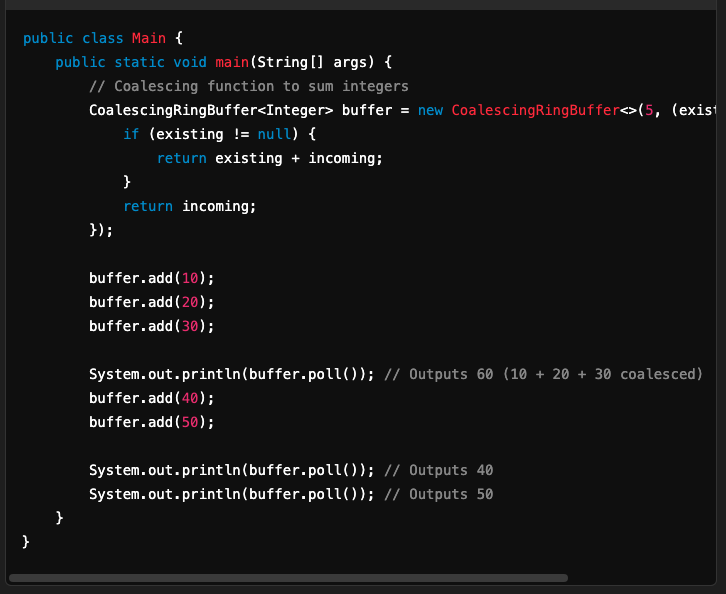 public class Main {
    public static void main(String[] args) {
        // Coalescing function to sum integers
        CoalescingRingBuffer<Integer> buffer = new CoalescingRingBuffer<>(5, (exist
            if (existing != null) {
                return existing + incoming;
            }
            return incoming;
        });
        buffer.add(10);
        buffer.add(20);
        buffer.add(30);
        System.out.println(buffer.poll()); // Outputs 60 (10 + 20 + 30 coalesced)
        buffer.add(40);
        buffer.add(50);
        System.out.println(buffer.poll()); // Outputs 40
        System.out.println(buffer.poll()); // Outputs 50
    }
}